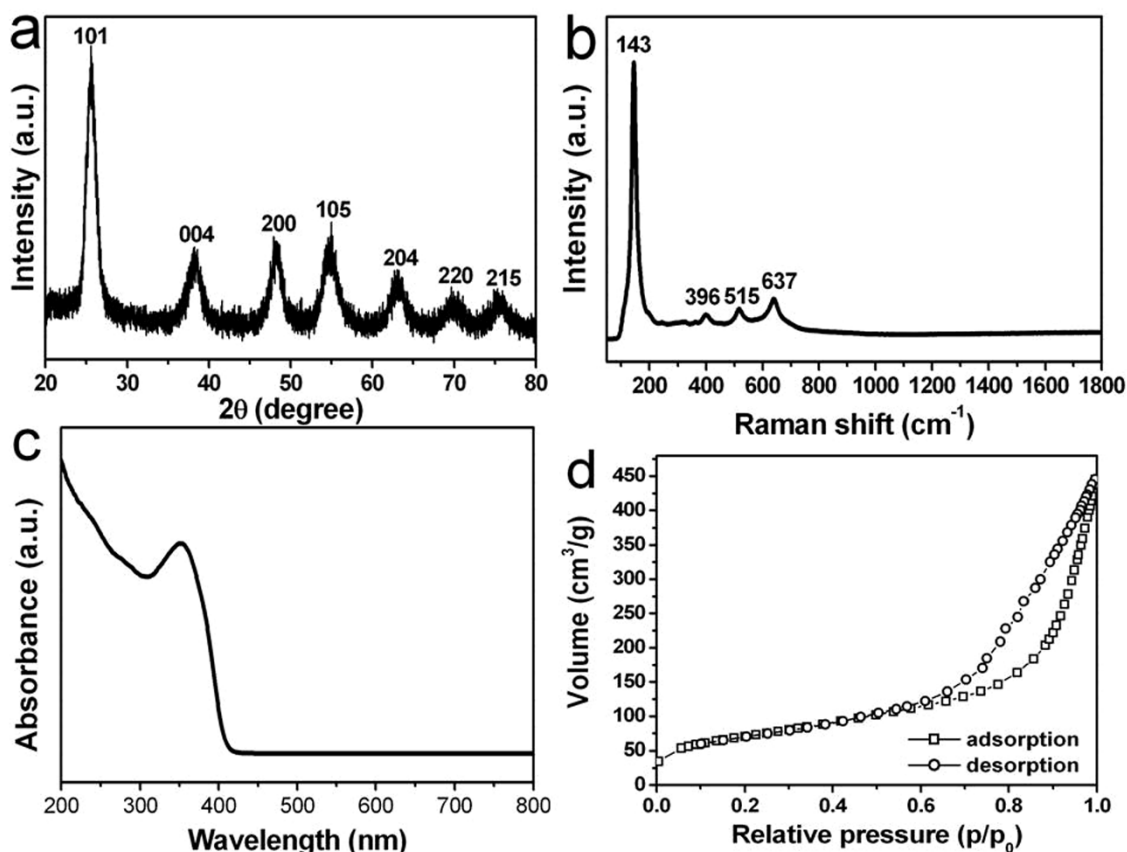 a
101
004
200
105
204
220
215
Intensity (a.u.)
20 30 40 50 60 70 80
2θ (degree)
b
143
396
515
637
Intensity (a.u.)
200 400 600 800 1000 1200 1400 1600 1800
Raman shift (cm⁻¹)
c
Absorbance (a.u.)
200 300 400 500 600 700 800
Wavelength (nm)
d
Volume (cm³/g)
450
400
350
300
250
200
150
100
50
0
adsorption
desorption
0.0 0.2 0.4 0.6 0.8 1.0
Relative pressure (p/p₀)